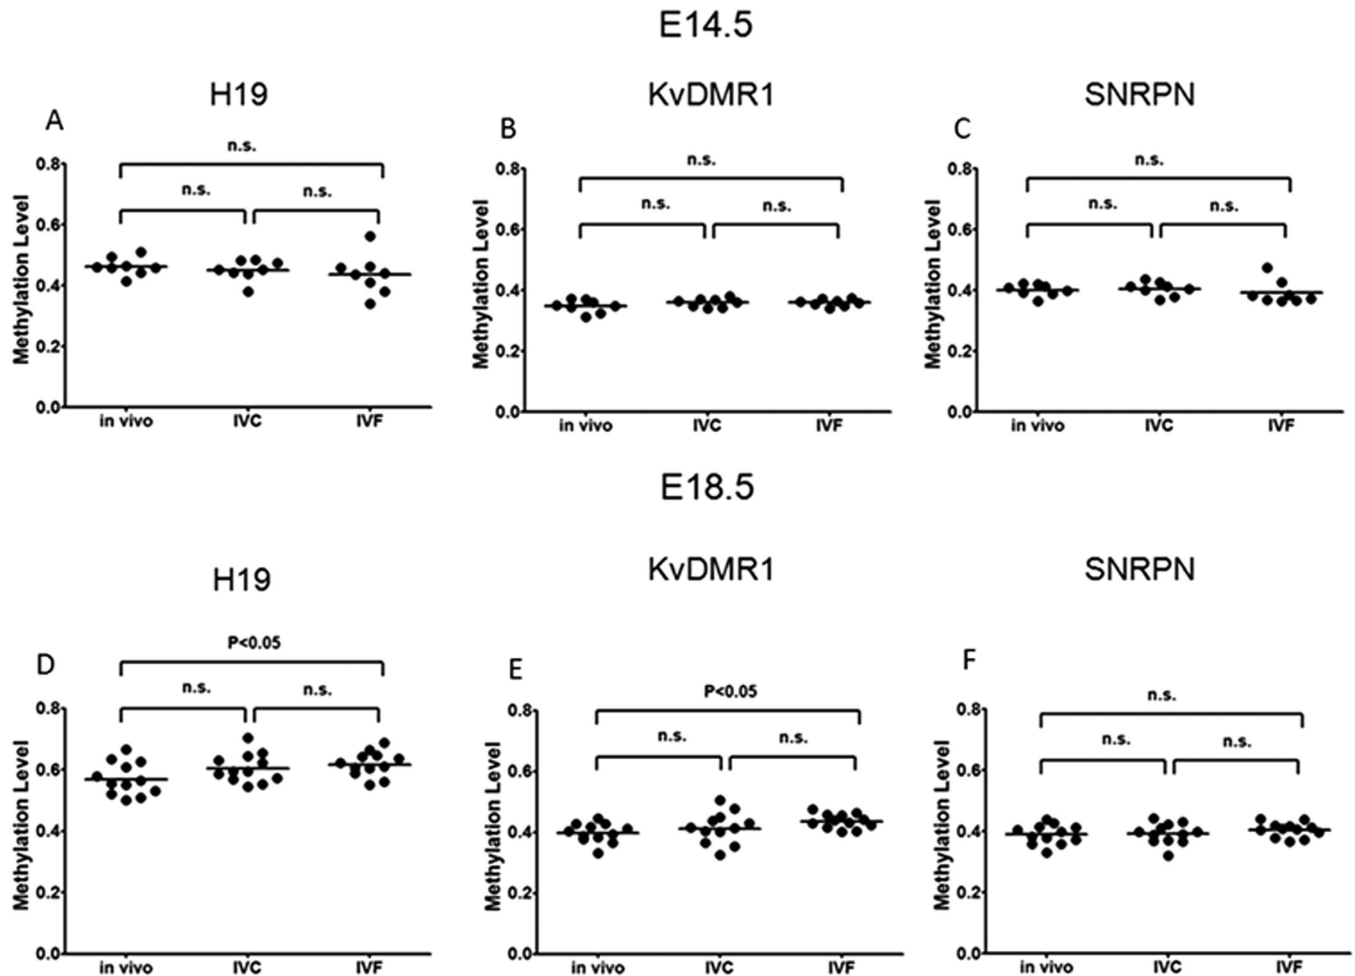 E14.5
H19
KvDMR1
SNRPN
A
n.s.
n.s.
n.s.
0.8
0.6
0.4
0.2
0.0
Methylation Level
in vivo
IVC
IVF
B
n.s.
n.s.
n.s.
0.8
0.6
0.4
0.2
0.0
Methylation Level
in vivo
IVC
IVF
C
n.s.
n.s.
n.s.
0.8
0.6
0.4
0.2
0.0
Methylation Level
in vivo
IVC
IVF
E18.5
H19
KvDMR1
SNRPN
D
P<0.05
n.s.
n.s.
0.8
0.6
0.4
0.2
0.0
Methylation Level
in vivo
IVC
IVF
E
P<0.05
n.s.
n.s.
0.8
0.6
0.4
0.2
0.0
Methylation Level
in vivo
IVC
IVF
F
n.s.
n.s.
n.s.
0.8
0.6
0.4
0.2
0.0
Methylation Level
in vivo
IVC
IVF